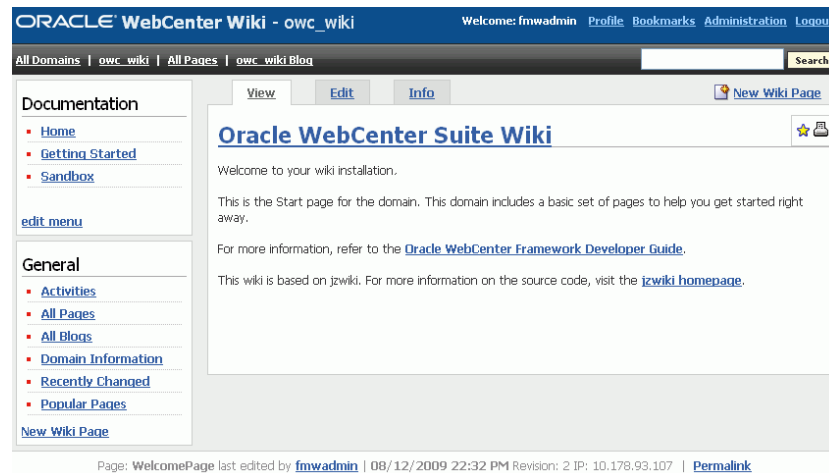 ORACLE WebCenter Wiki - owc_wiki
Welcome: fmwadmin Profile Bookmarks Administration Logou
All Domains | owc_wiki | All Pages | owc_wiki Blog
Search
Documentation
Home
Getting Started
Sandbox
edit menu
General
Activities
All Pages
All Blogs
Domain Information
Recently Changed
Popular Pages
New Wiki Page
View Edit Info
New Wiki Page
Oracle WebCenter Suite Wiki
Welcome to your wiki installation.
This is the Start page for the domain. This domain includes a basic set of pages to help you get started right
away.
For more information, refer to the Oracle WebCenter Framework Developer Guide.
This wiki is based on jzwiki. For more information on the source code, visit the jzwiki homepage.
Page: WelcomePage last edited by fmwadmin | 08/12/2009 22:32 PM Revision: 2 IP: 10.178.93.107 | Permalink